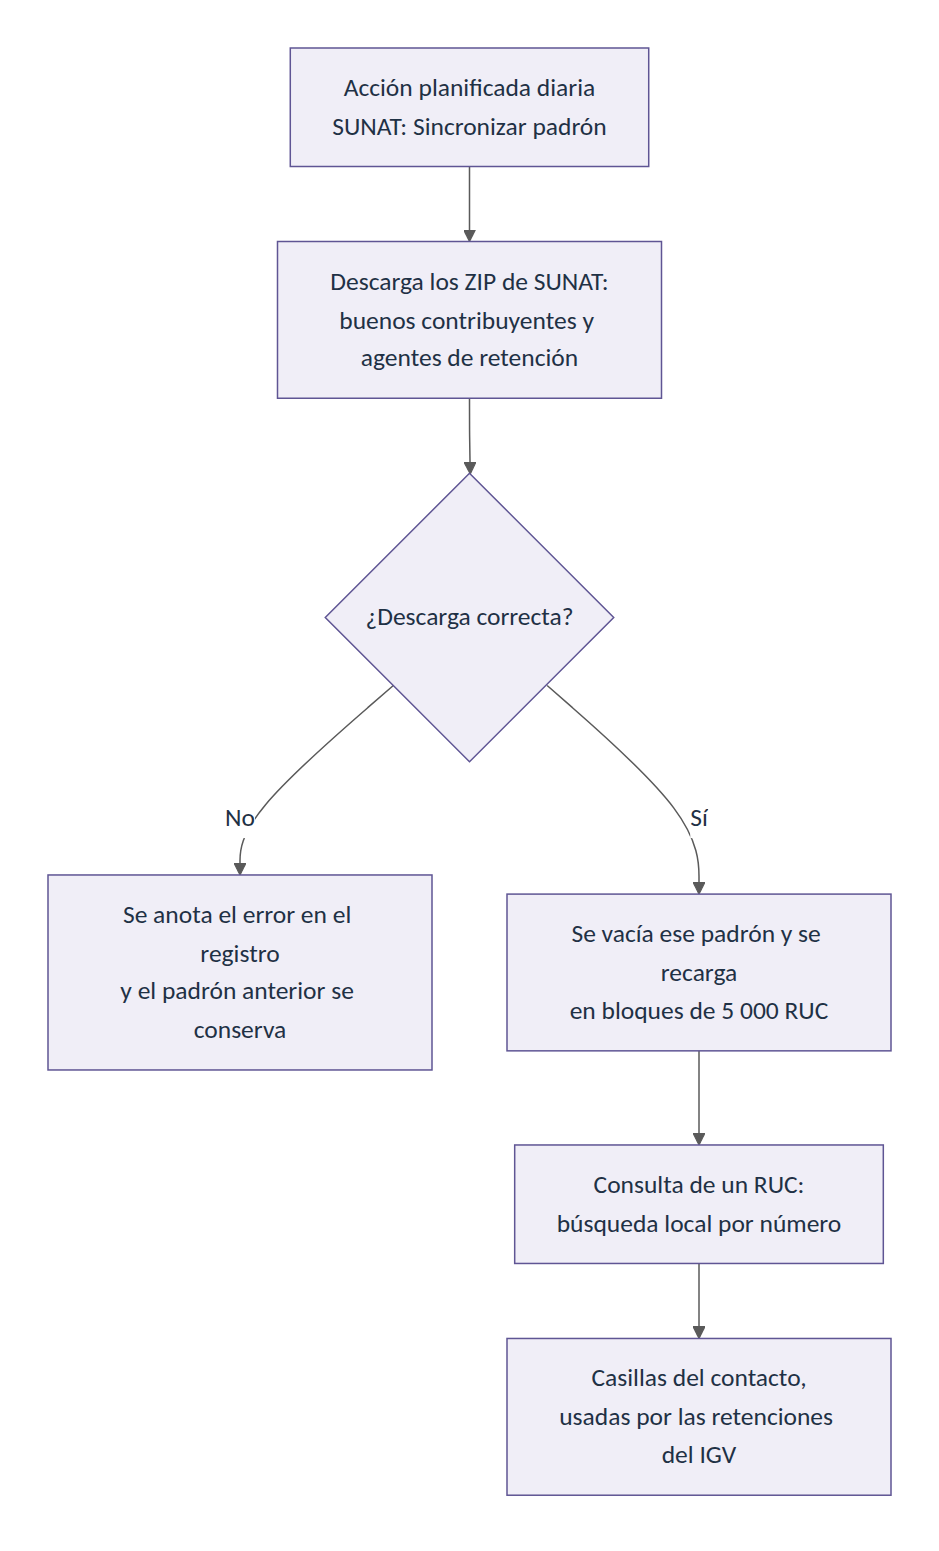 Acción planificada diaria
SUNAT: Sincronizar padrón
Descarga los ZIP de SUNAT:
buenos contribuyentes y
agentes de retención
¿Descarga correcta?
No
Sí
Se anota el error en el
registro
y el padrón anterior se
conserva
Se vacía ese padrón y se
recarga
en bloques de 5 000 RUC
Consulta de un RUC:
búsqueda local por número
Casillas del contacto,
usadas por las retenciones
del IGV